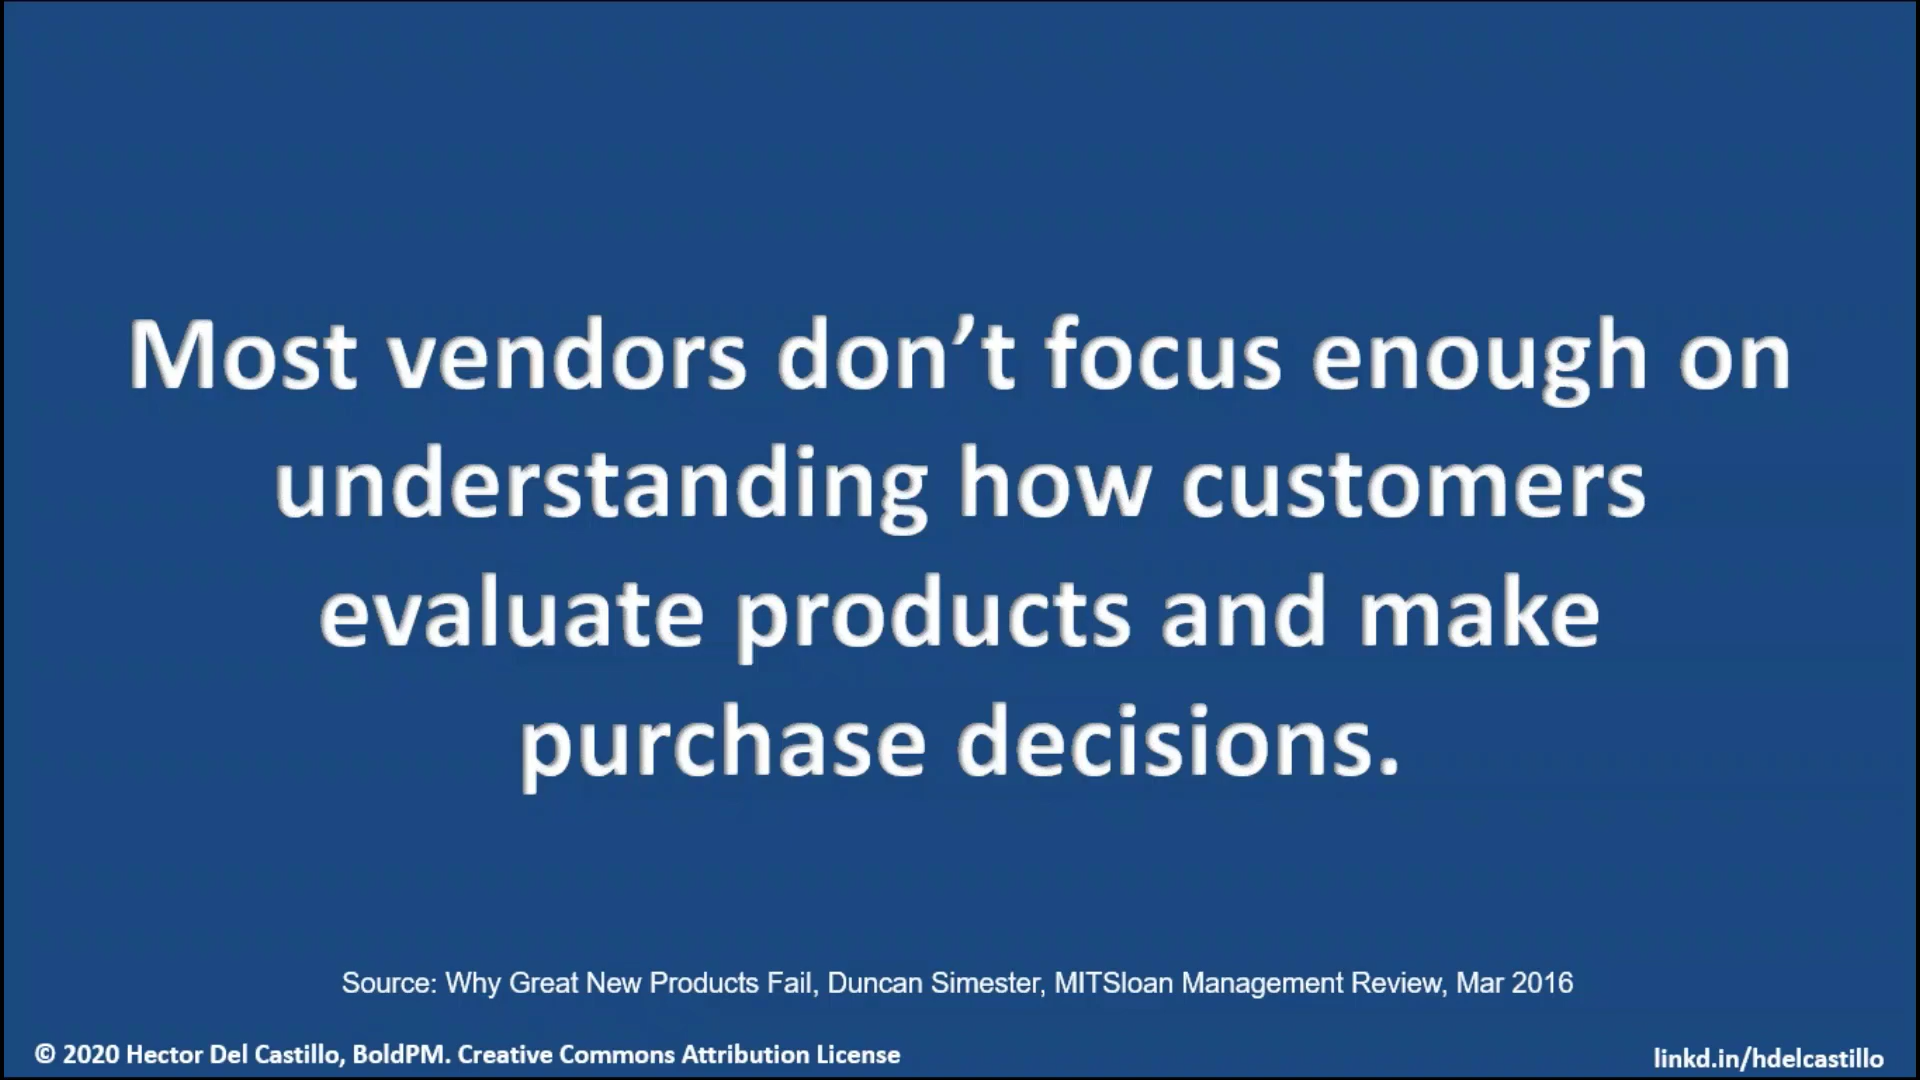 Most vendors don’t focus enough on
understanding how customers
evaluate products and make
purchase decisions.
Source: Why Great New Products Fail, Duncan Simester, MITSloan Management Review, Mar 2016
© 2020 Hector Del Castillo, BoldPM. Creative Commons Attribution License
linkd.in/hdelcastillo